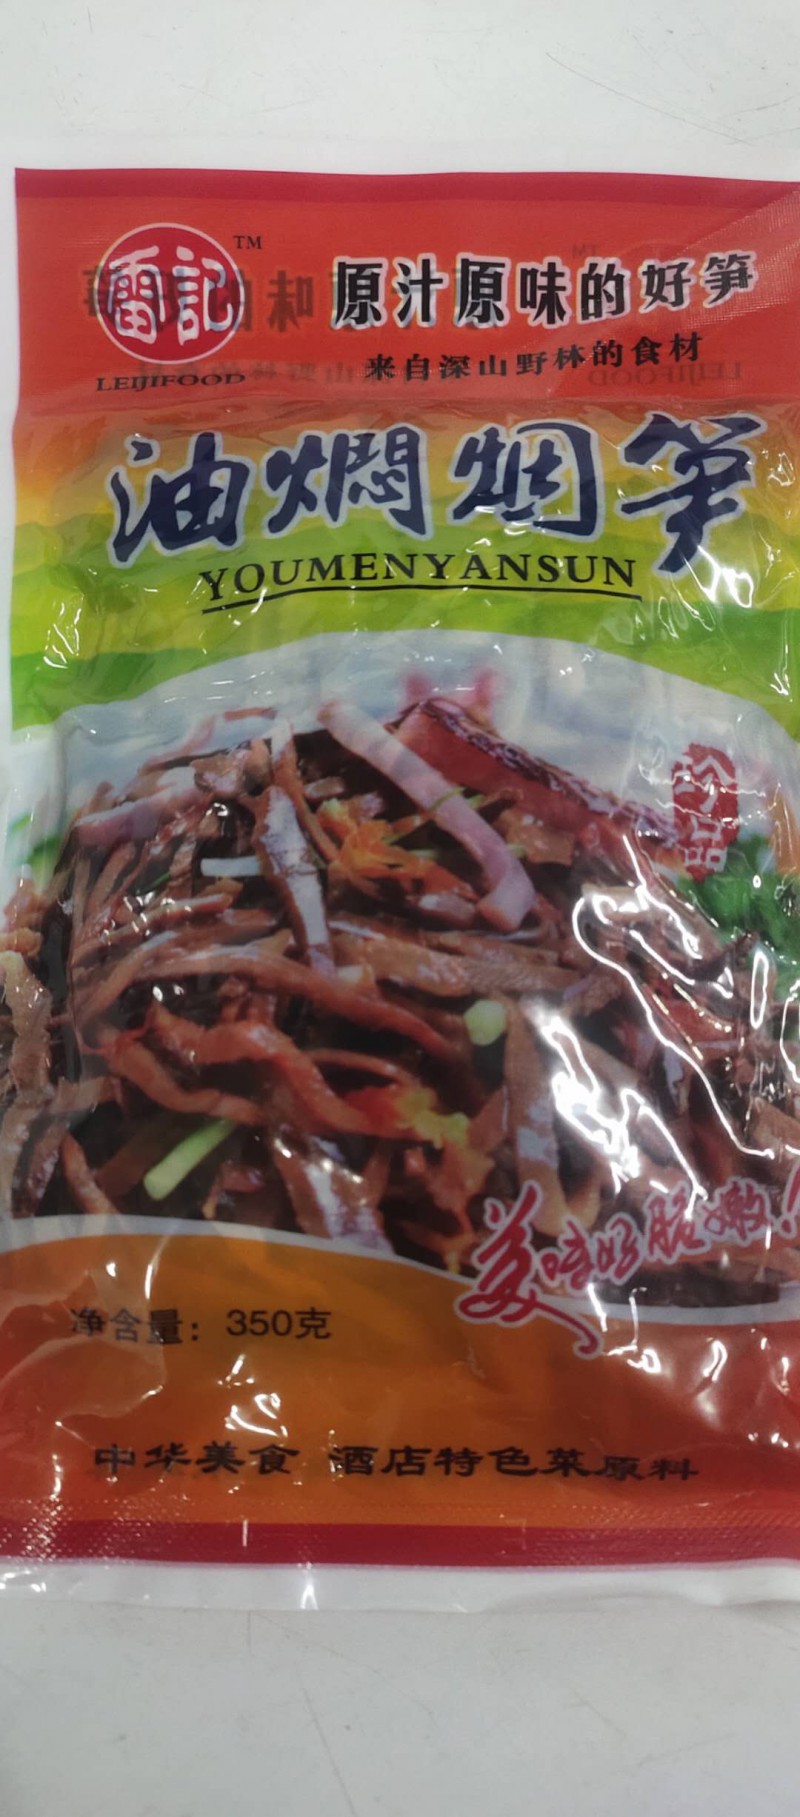 雷記
TM
LEIJIFOOD
原汁原味的好笋
来自深山野林的食材
油焖烟笋
YOUMENYANSUN
珍品
美味好脆嫩!
净含量：350克
中华美食 酒店特色菜原料